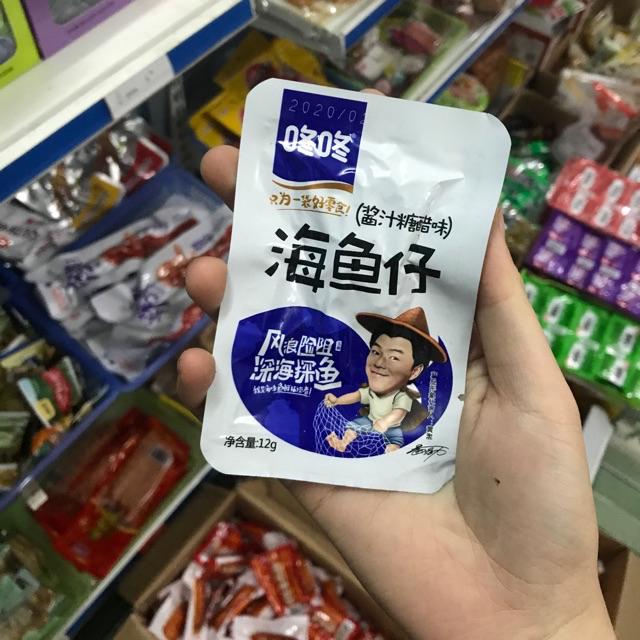 2020/0
咚咚
只为一袋好零食!
(酱汁糖醋味)
海鱼仔
风浪险阻
深海探鱼
净含量:12g